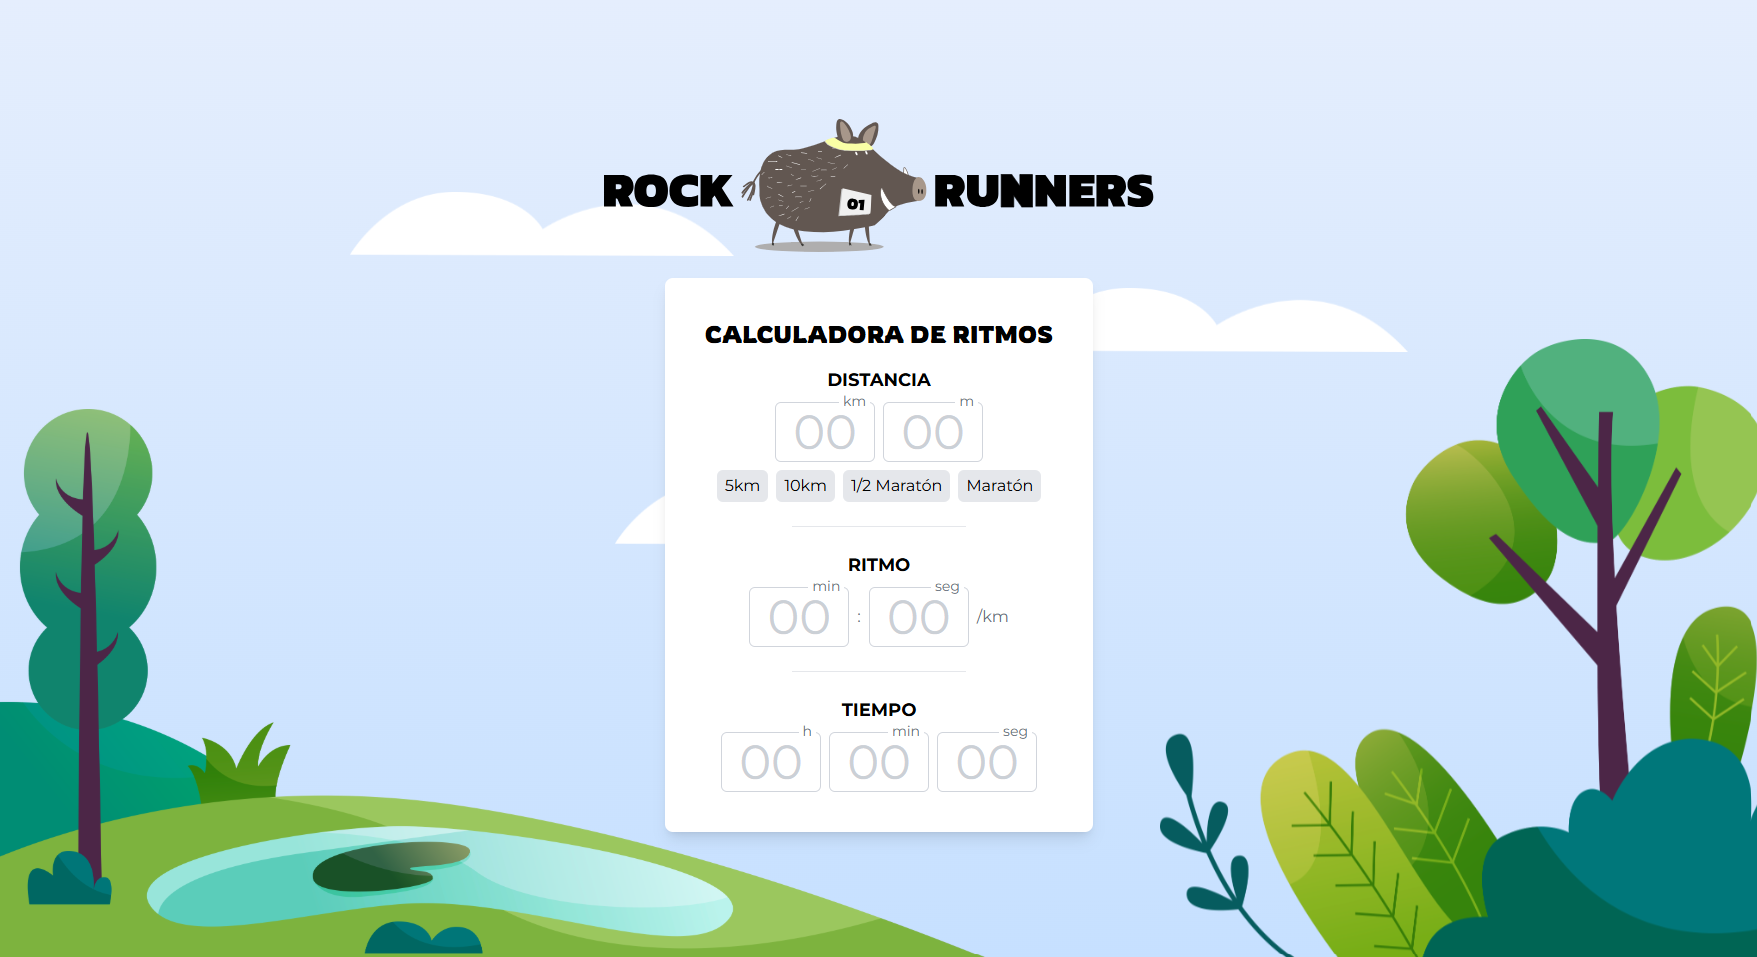 ROCK RUNNERS
01
CALCULADORA DE RITMOS
DISTANCIA
km m
00 00
5km 10km 1/2 Maratón Maratón
RITMO
min seg
00 : 00 /km
TIEMPO
h min seg
00 00 00